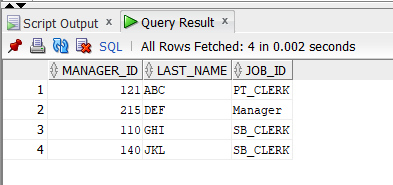 Script Output x Query Result x
SQL | All Rows Fetched: 4 in 0.002 seconds
MANAGER_ID LAST_NAME JOB_ID
1 121 ABC PT_CLERK
2 215 DEF Manager
3 110 GHI SB_CLERK
4 140 JKL SB_CLERK